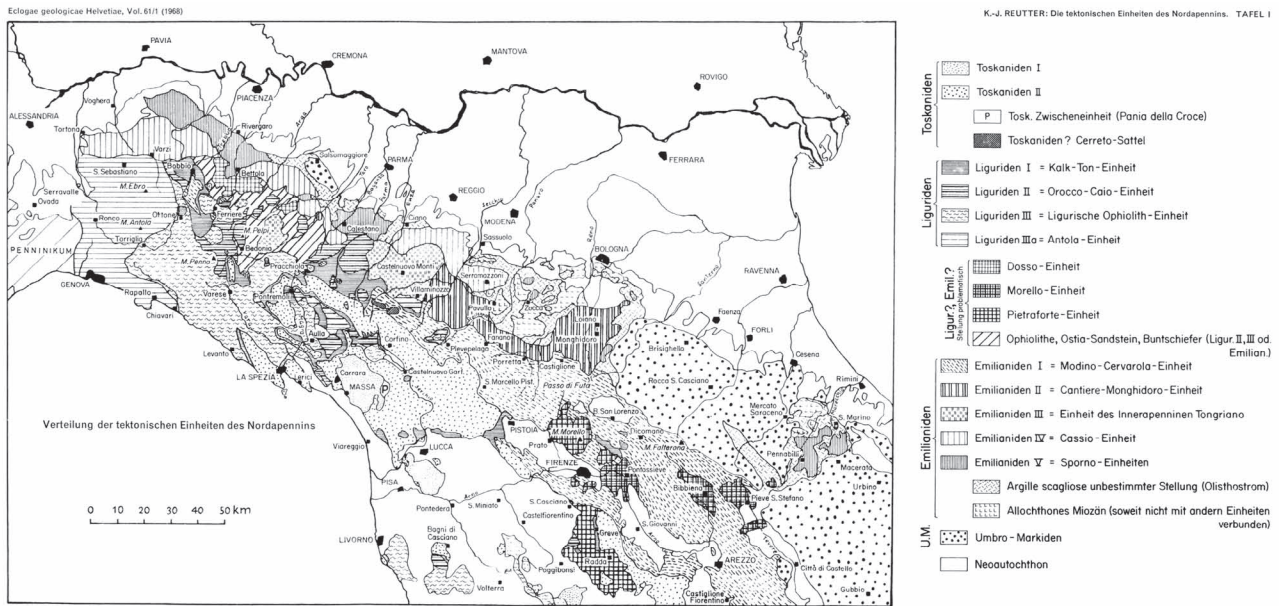 Eclogae geologicae Helvetiae, Vol. 61/1 (1968)
K.-J. REUTTER: Die tektonischen Einheiten des Nordapennins. TAFEL I
PAVIA
CREMONA
MANTOVA
ROVIGO
Voghera
PIACENZA
ALESSANDRIA
Tortona
Rivergaro
Varzi
Salsomaggiore
PARMA
FERRARA
S. Sebastiano
Bobbio
Bettola
M. Ebro
REGGIO
Serravalle
Ovada
Ottone
Ferriere
Ciano
MODENA
Ronco
M. Antola
M. Pelpi
Calestano
Sassuolo
Torriglia
Bedonia
BOLOGNA
PENNINIKUM
M. Penna
Pracchiola
Castelnuovo Monti
Serramazzoni
RAVENNA
GENOVA
Rapallo
Varese
Pontremoli
Villaminozzo
Pavullo
Zocca
Loiano
Faenza
Chiavari
Aulla
Corfino
Pievepelago
Fanano
Monghidoro
FORLI
Levanto
Porretta
Castiglione
Brisighella
Cesena
LA SPEZIA
Lerici
Carrara
Castelnuovo Garf.
S. Marcello Pist.
Passo di Futa
Rocca S. Casciano
Rimini
MASSA
P
Mercato
Saraceno
S. Marino
B. San Lorenzo
Verteilung der tektonischen Einheiten des Nordapennins
PISTOIA
M. Morello
Dicomano
M. Falterona
Viareggio
LUCCA
Prato
Pennabilli
Macerata
FIRENZE
Pontassieve
Urbino
PISA
Bibbiena
Pieve S. Stefano
Arno
S. Miniato
S. Casciano
0 10 20 30 40 50 km
Pontedera
Castelfiorentino
S. Giovanni
Bagni di
Casciano
Greve
Arno
LIVORNO
Radda
AREZZO
Poggibonsi
Città di Castello
Volterra
Castiglione
Fiorentino
Gubbio
Toskaniden
Toskaniden I
Toskaniden II
P Tosk. Zwischeneinheit (Pania della Croce)
Toskaniden? Cerreto-Sattel
Liguriden
Liguriden I = Kalk-Ton-Einheit
Liguriden II = Orocco-Caio-Einheit
Liguriden III = Ligurische Ophiolith-Einheit
Liguriden IIIa = Antola-Einheit
Ligur.?, Emil.?
Stellung problematisch
Dosso-Einheit
Morello-Einheit
Pietraforte-Einheit
Ophiolithe, Ostia-Sandstein, Buntschiefer (Ligur. II, III od.
Emilian.)
Emilianiden
Emilianiden I = Modino-Cervarola-Einheit
Emilianiden II = Cantiere-Monghidoro-Einheit
Emilianiden III = Einheit des Innerapenninen Tongriano
Emilianiden IV = Cassio-Einheit
Emilianiden V = Sporno-Einheiten
Argille scagliose unbestimmter Stellung (Olisthostrom)
Allochthones Miozän (soweit nicht mit andern Einheiten
verbunden)
U.M.
Umbro-Markiden
Neoautochthon